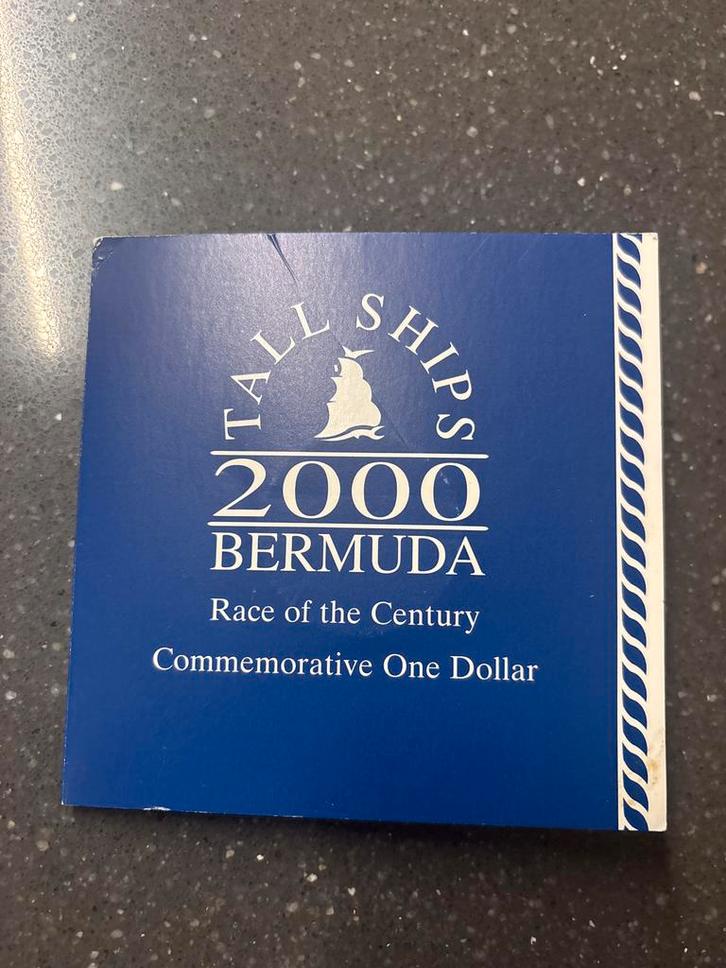 TALL SHIPS
2000
BERMUDA
Race of the Century
Commemorative One Dollar